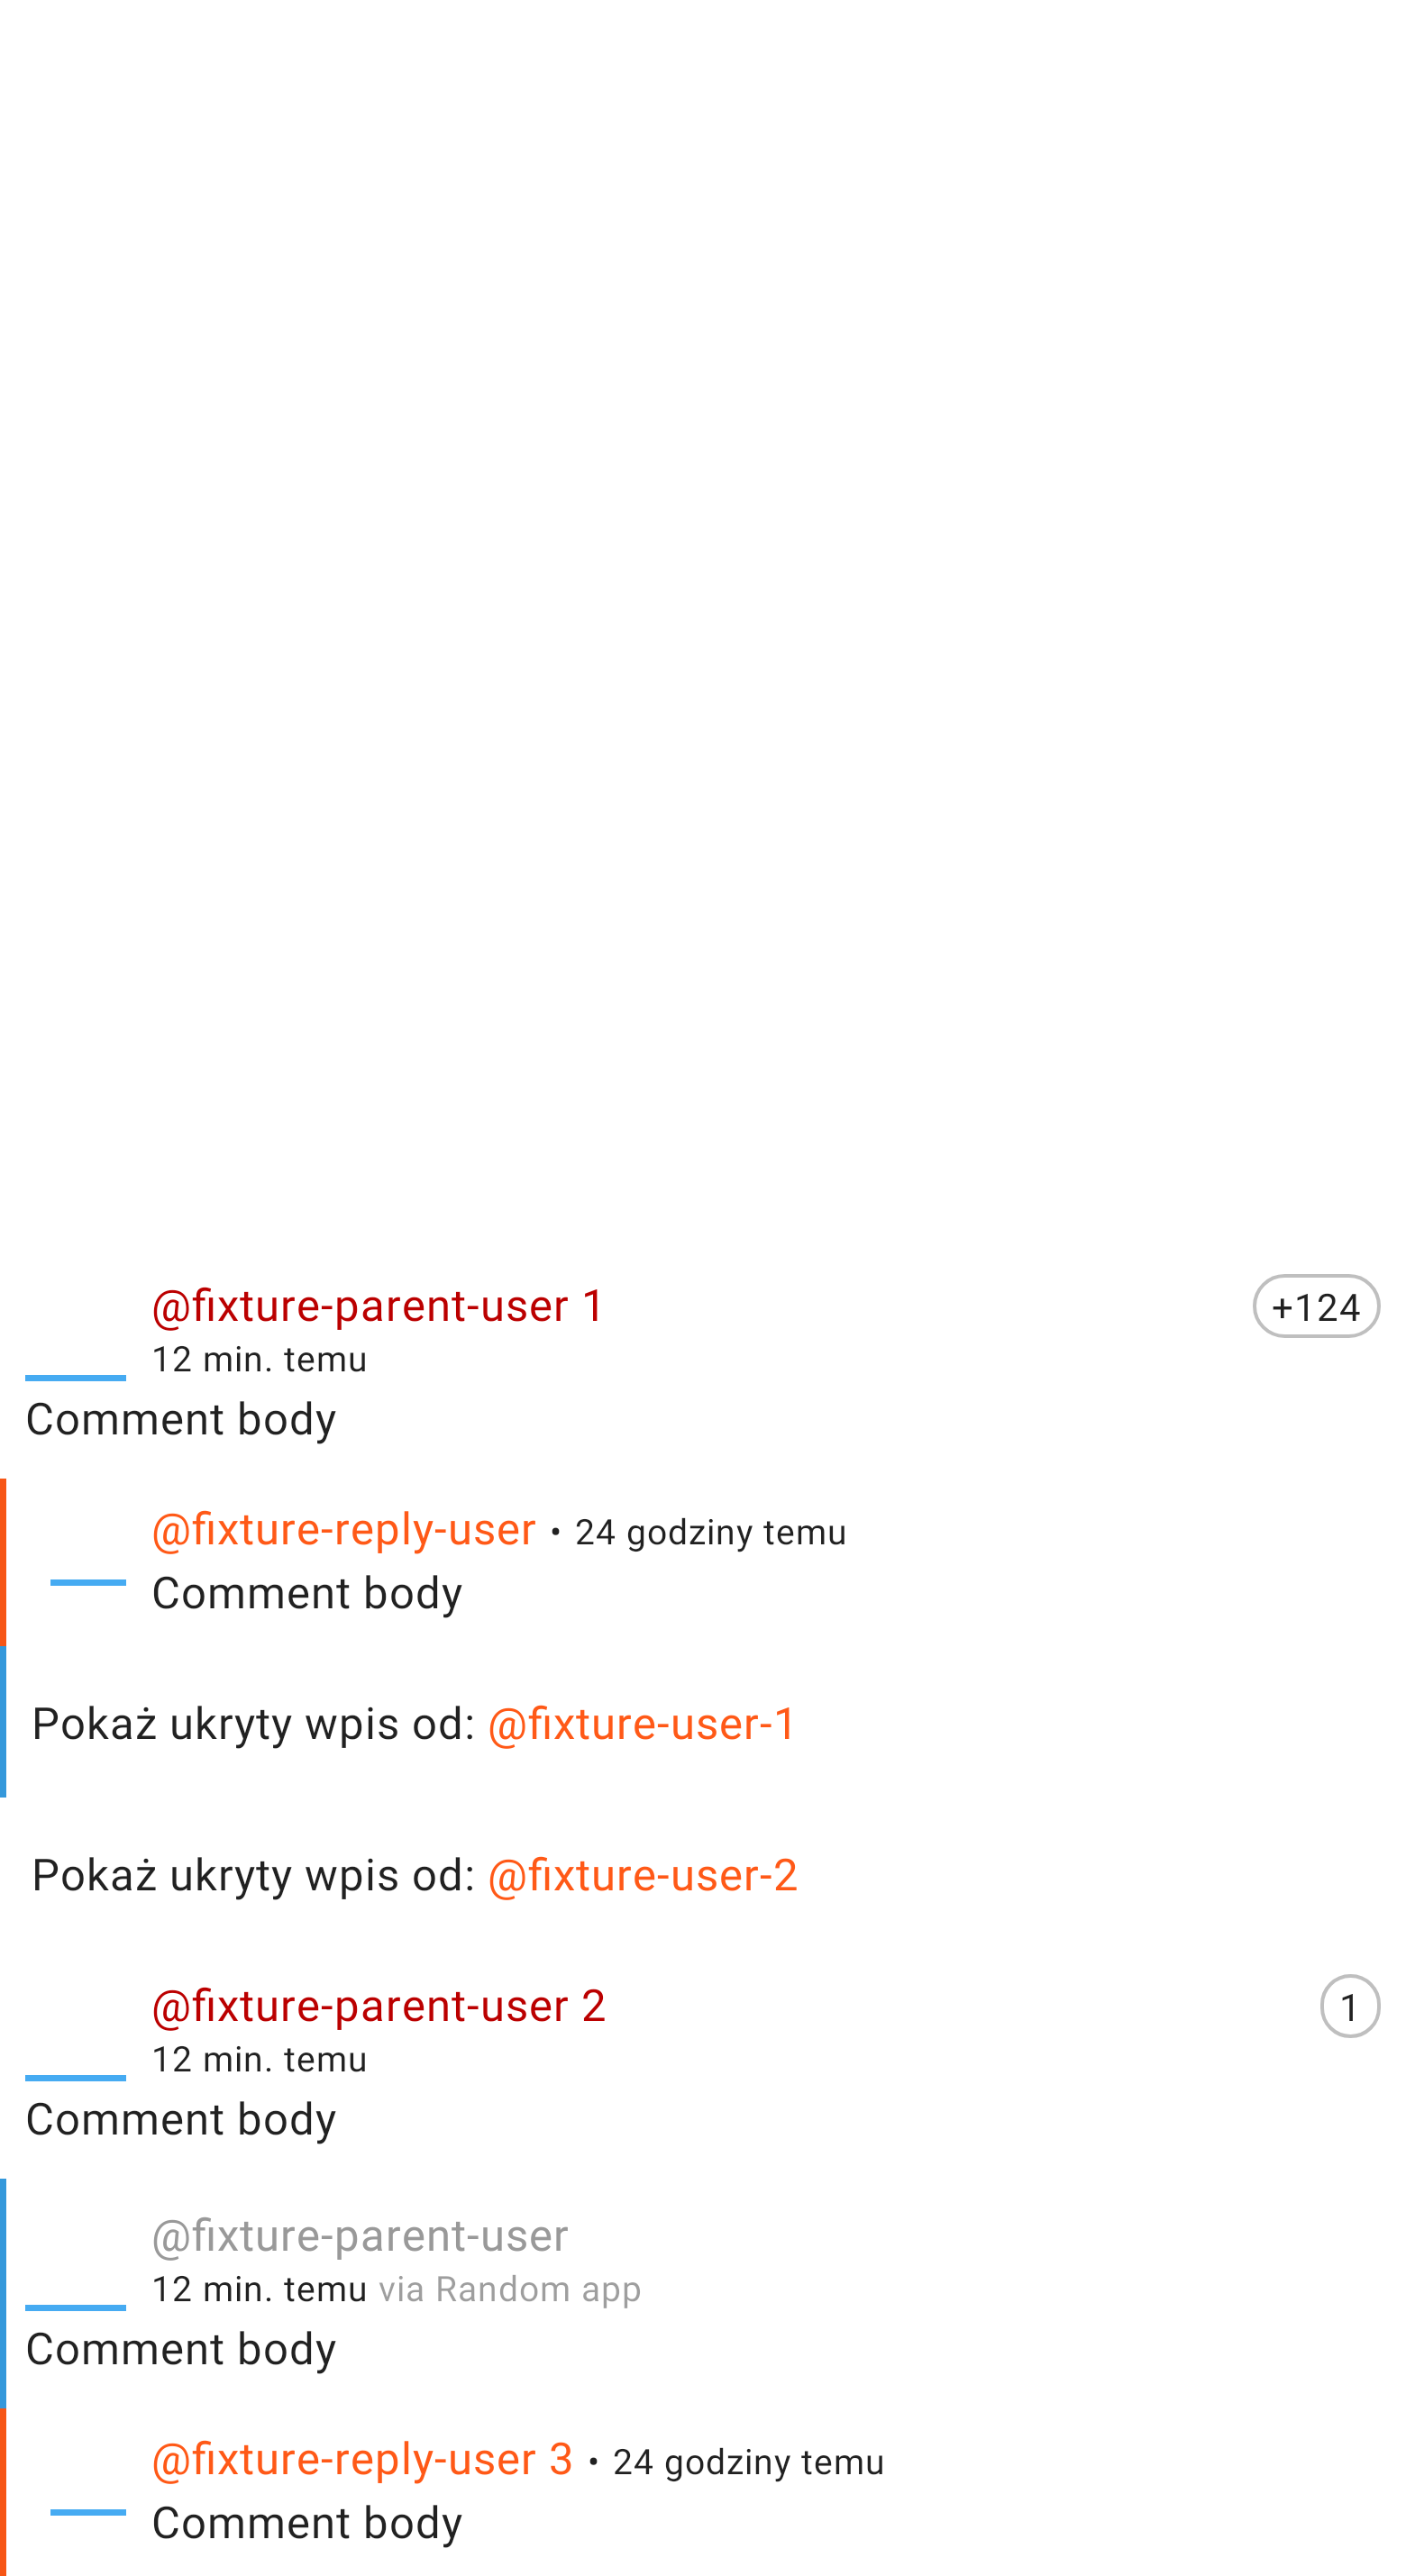 @fixture-parent-user 1
+124
12 min. temu
Comment body
@fixture-reply-user • 24 godziny temu
Comment body
Pokaż ukryty wpis od: @fixture-user-1
Pokaż ukryty wpis od: @fixture-user-2
@fixture-parent-user 2
1
12 min. temu
Comment body
@fixture-parent-user
12 min. temu via Random app
Comment body
@fixture-reply-user 3 • 24 godziny temu
Comment body